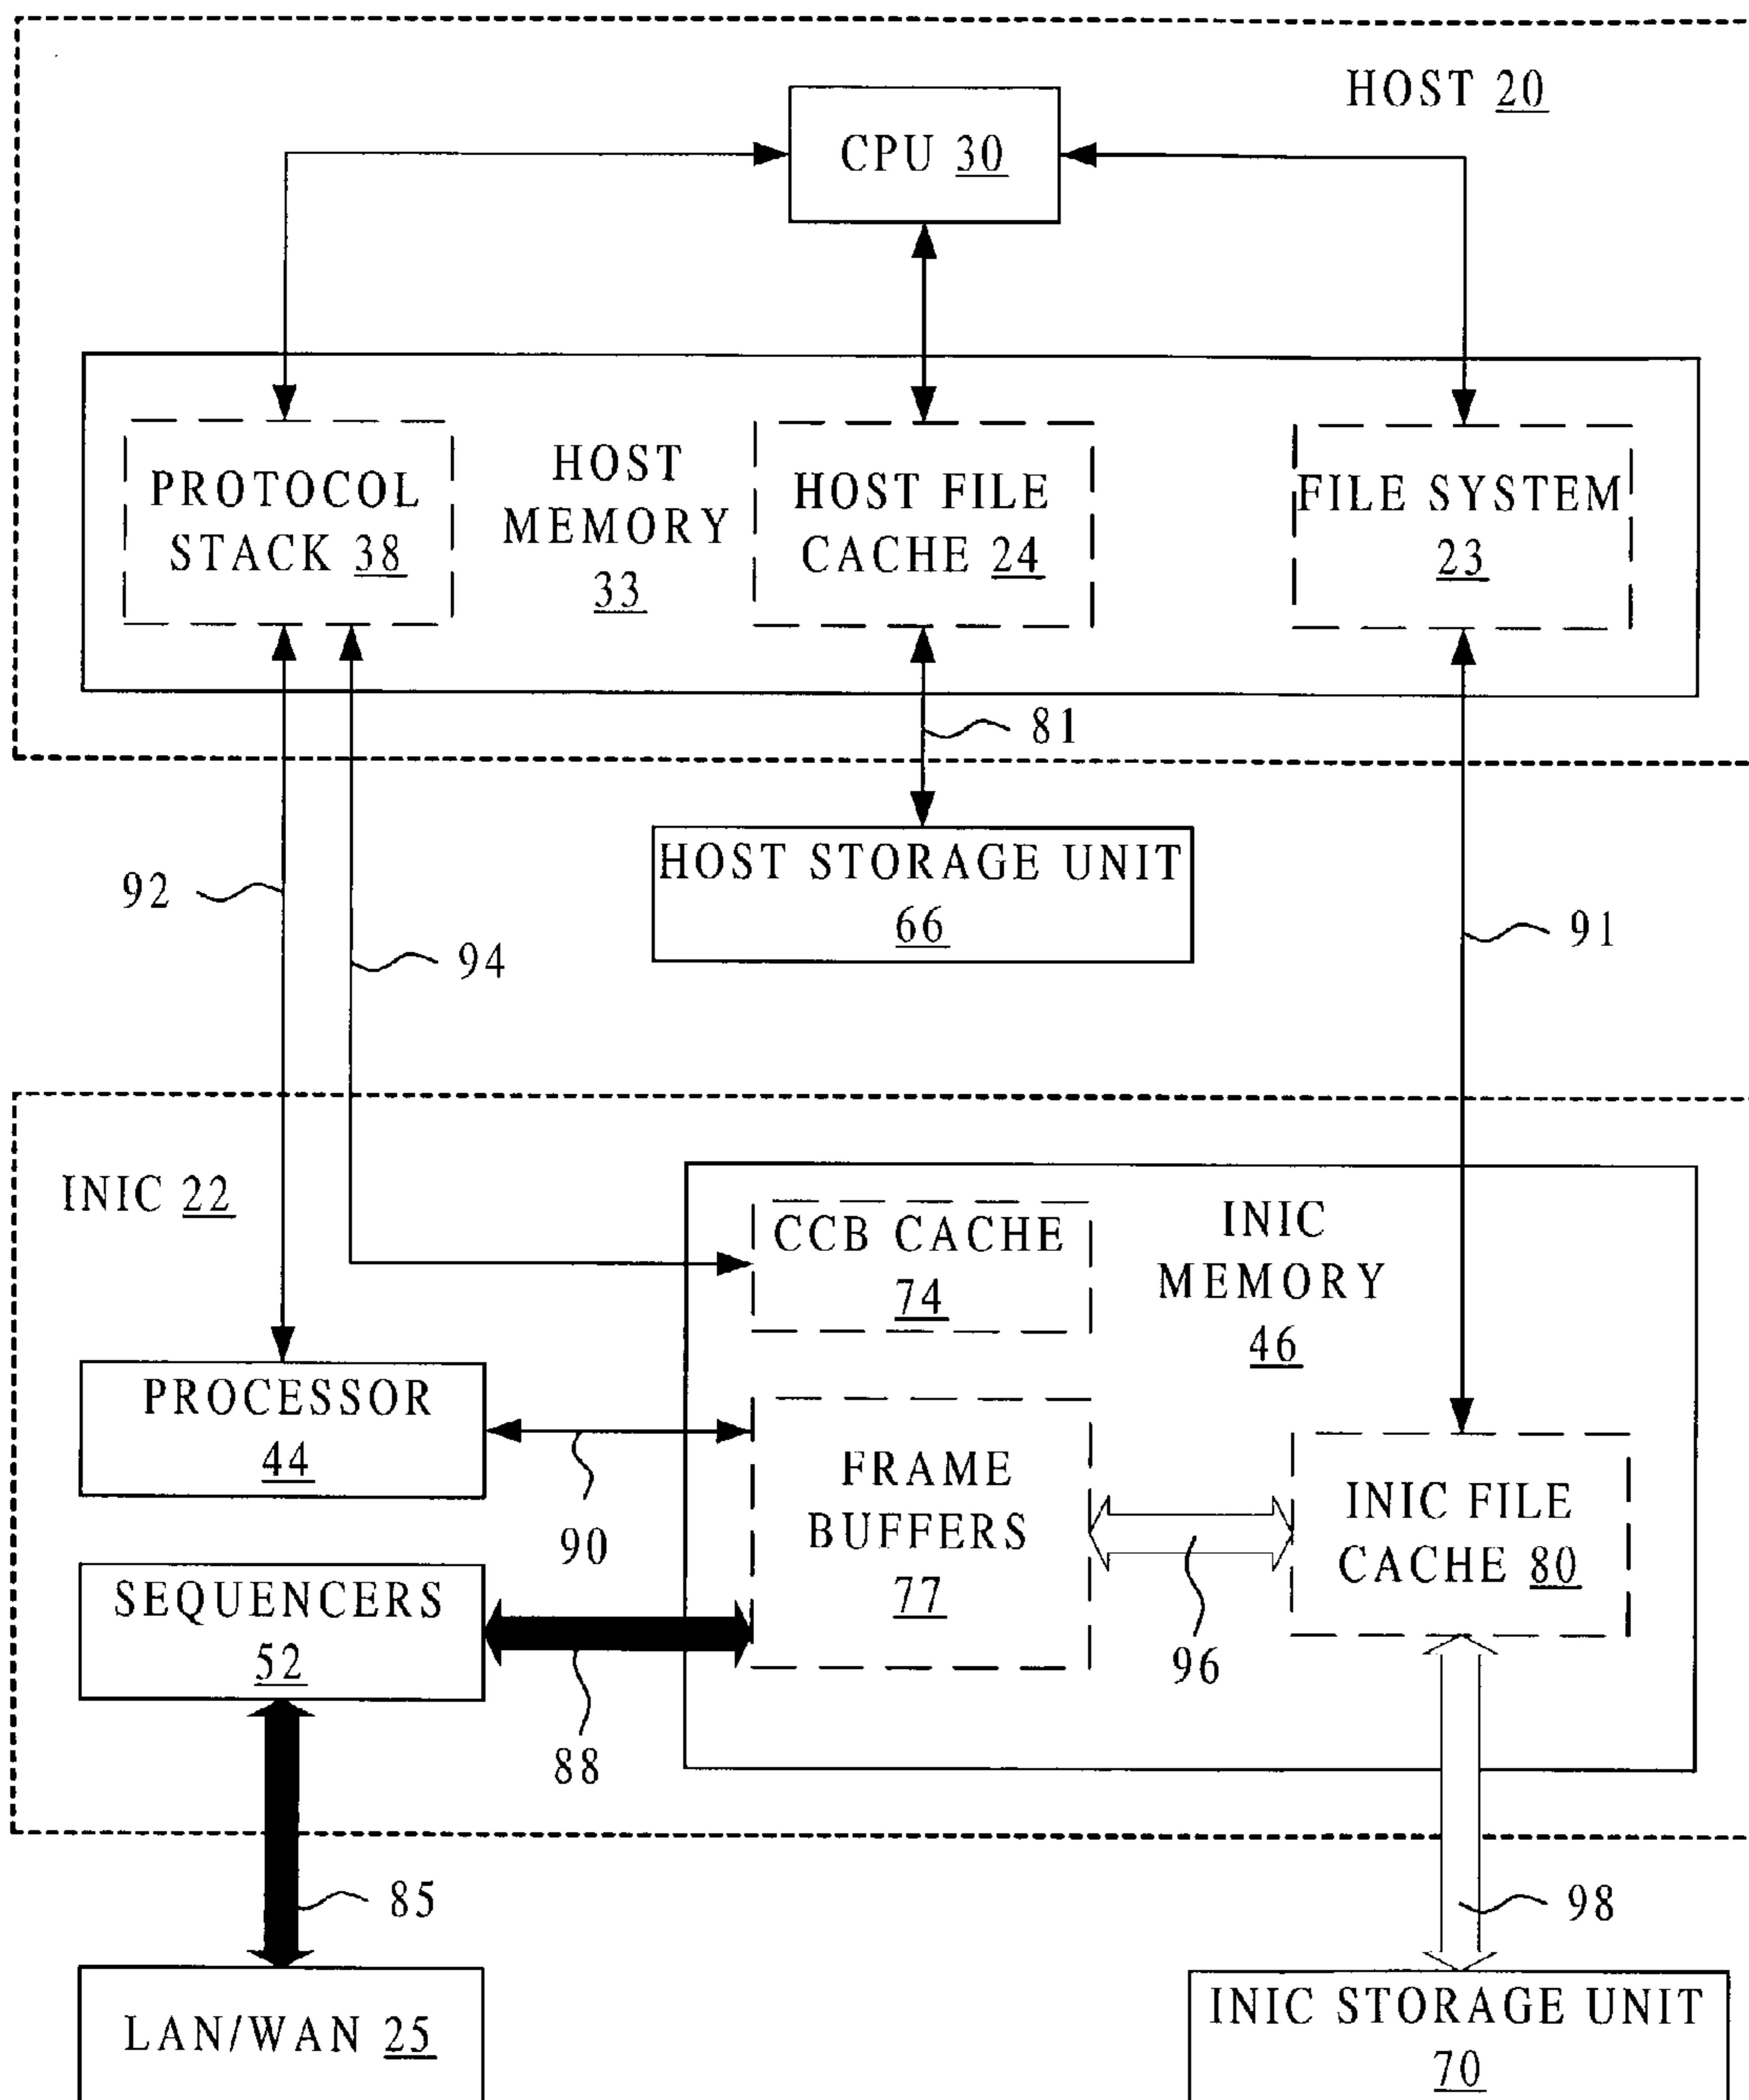 HOST 20
CPU 30
PROTOCOL
STACK 38
HOST
MEMORY
33
HOST FILE
CACHE 24
FILE SYSTEM
23
81
HOST STORAGE UNIT
66
92
94
91
INIC 22
CCB CACHE
74
INIC
MEMORY
46
PROCESSOR
44
90
FRAME
BUFFERS
77
INIC FILE
CACHE 80
SEQUENCERS
52
96
88
85
98
LAN/WAN 25
INIC STORAGE UNIT
70